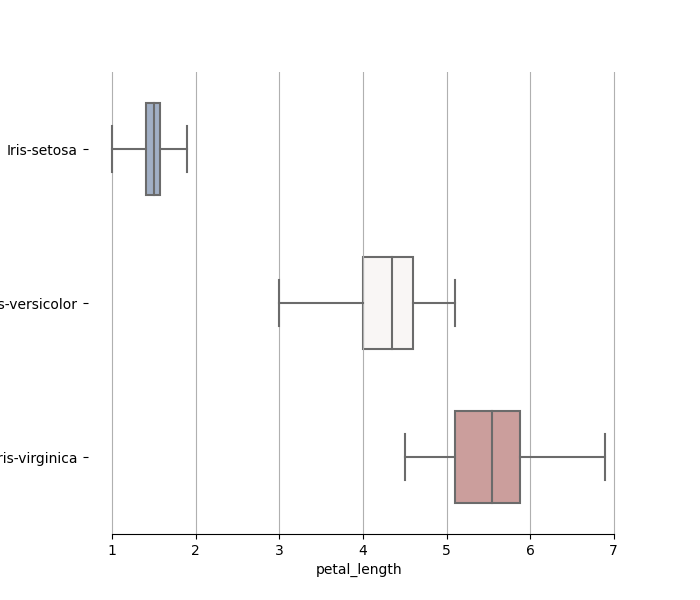 Iris-setosa
s-versicolor
ris-virginica
1 2 3 4 5 6 7
petal_length